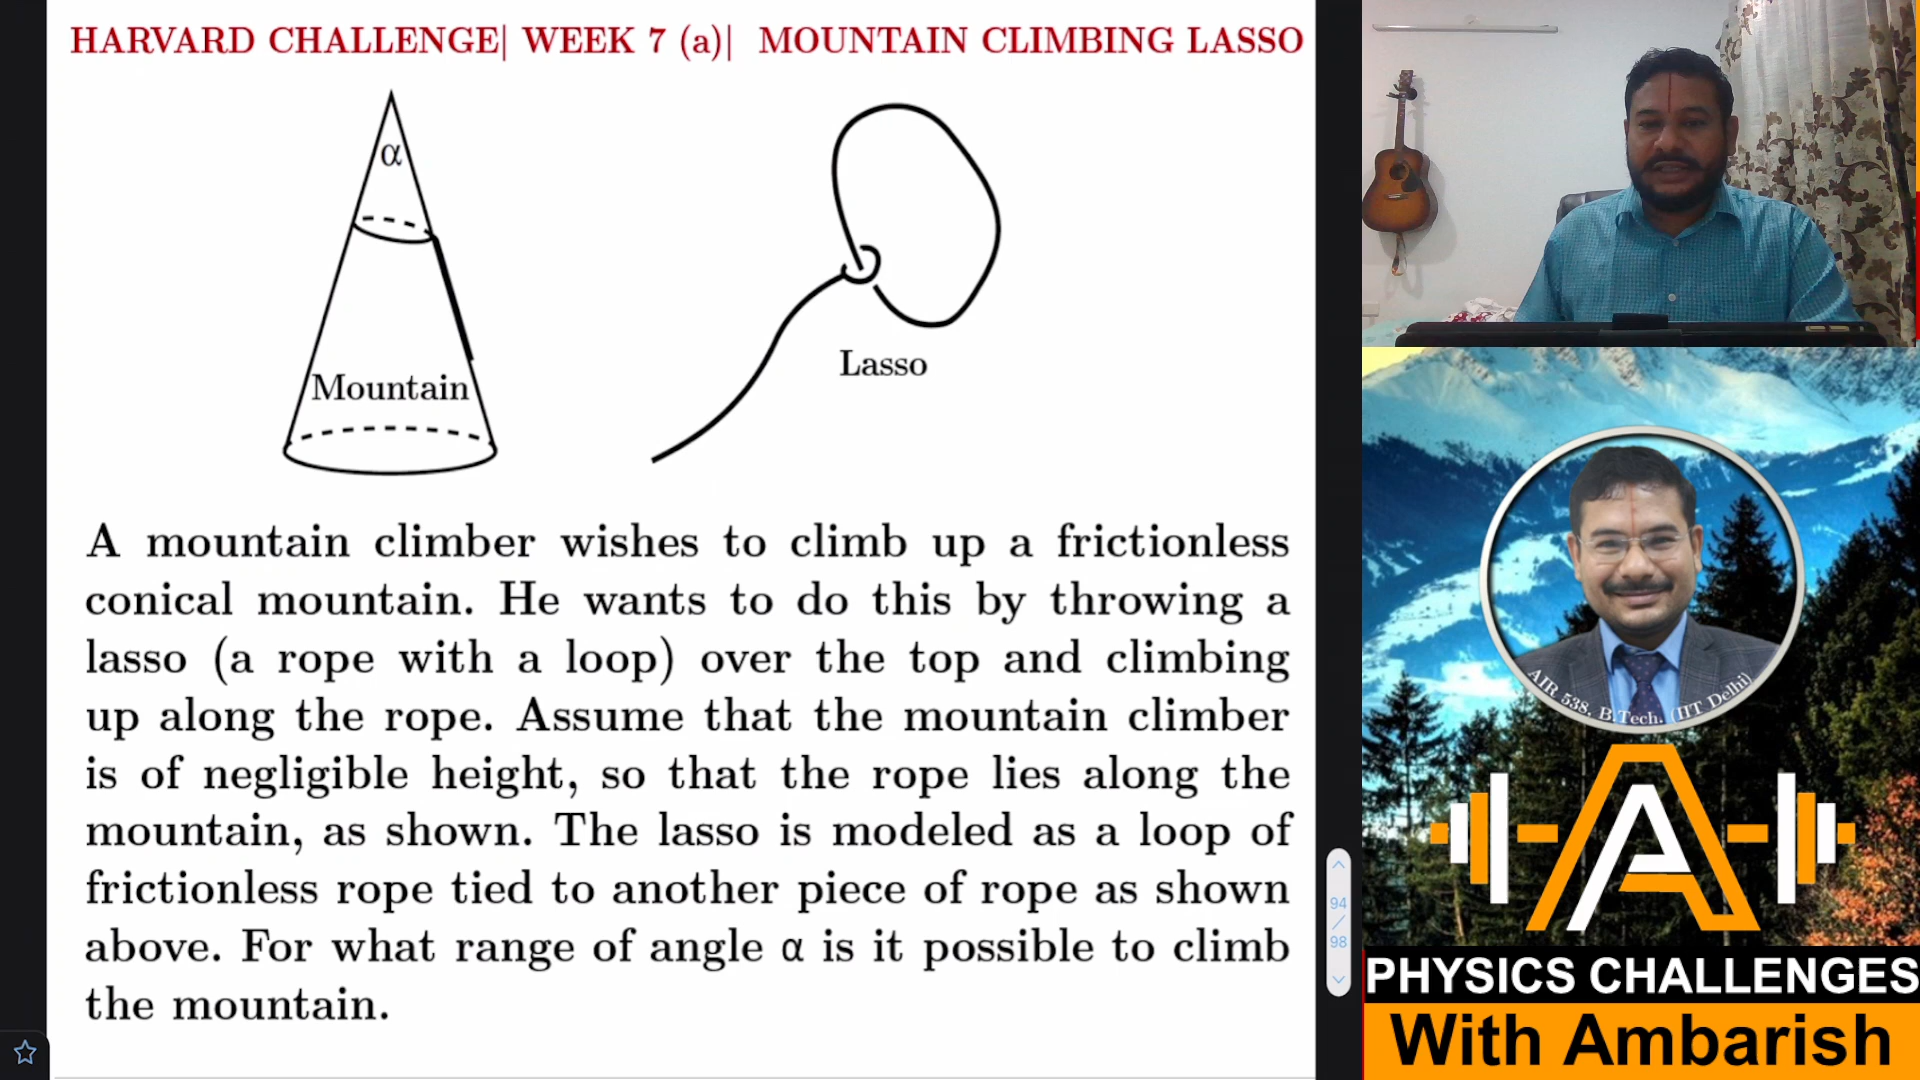 HARVARD CHALLENGE| WEEK 7 (a)| MOUNTAIN CLIMBING LASSO
α
Mountain
Lasso
A mountain climber wishes to climb up a frictionless
conical mountain. He wants to do this by throwing a
lasso (a rope with a loop) over the top and climbing
up along the rope. Assume that the mountain climber
is of negligible height, so that the rope lies along the
mountain, as shown. The lasso is modeled as a loop of
frictionless rope tied to another piece of rope as shown
above. For what range of angle α is it possible to climb
the mountain.
94
/
98
AIR 538, B.Tech. (IIT Delhi)
A
PHYSICS CHALLENGES
With Ambarish